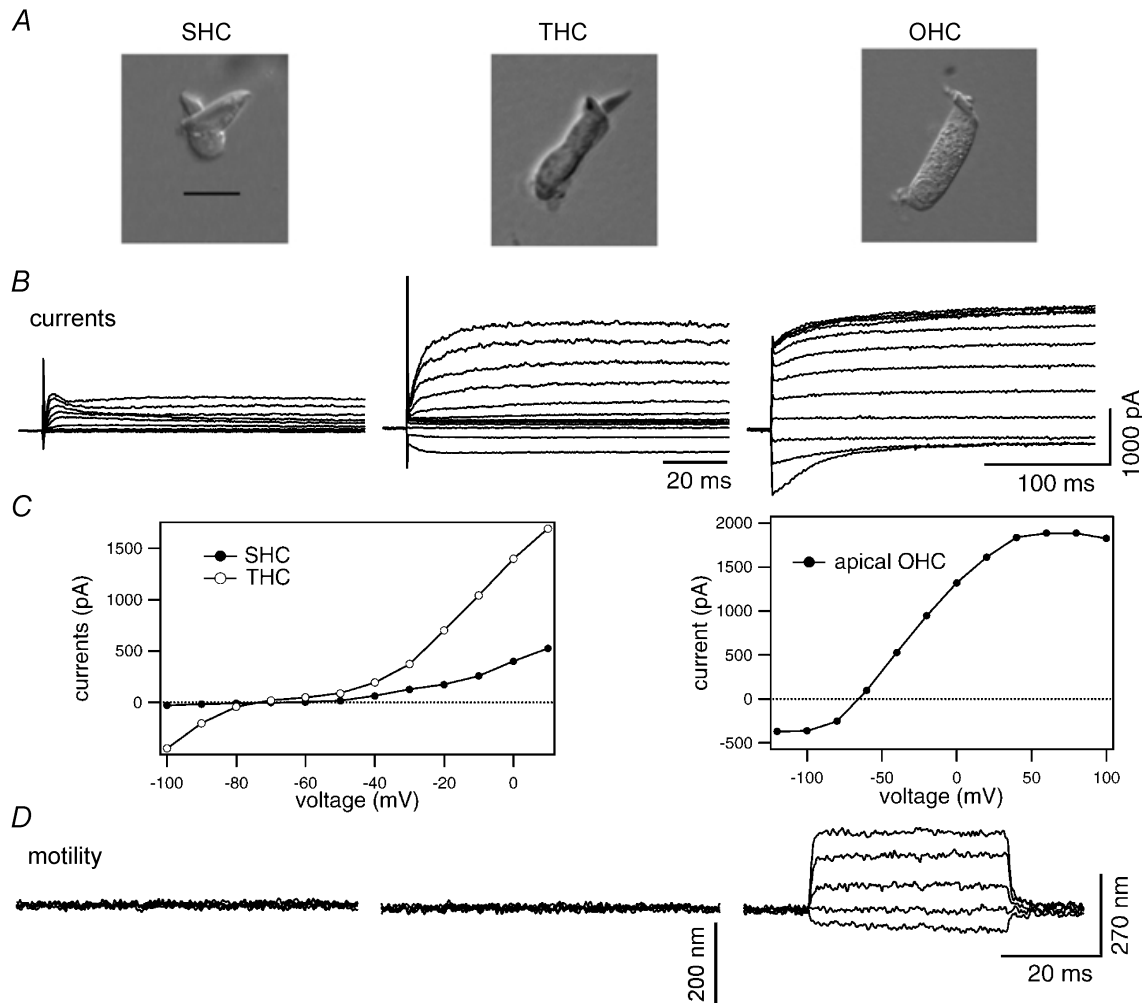 A
SHC THC OHC
B
currents
20 ms
100 ms
1000 pA
C
currents (pA)
1500
1000
500
0
SHC
THC
-100 -80 -60 -40 -20 0
voltage (mV)
current (pA)
2000
1500
1000
500
0
-500
apical OHC
-100 -50 0 50 100
voltage (mV)
D
motility
200 nm
20 ms
270 nm